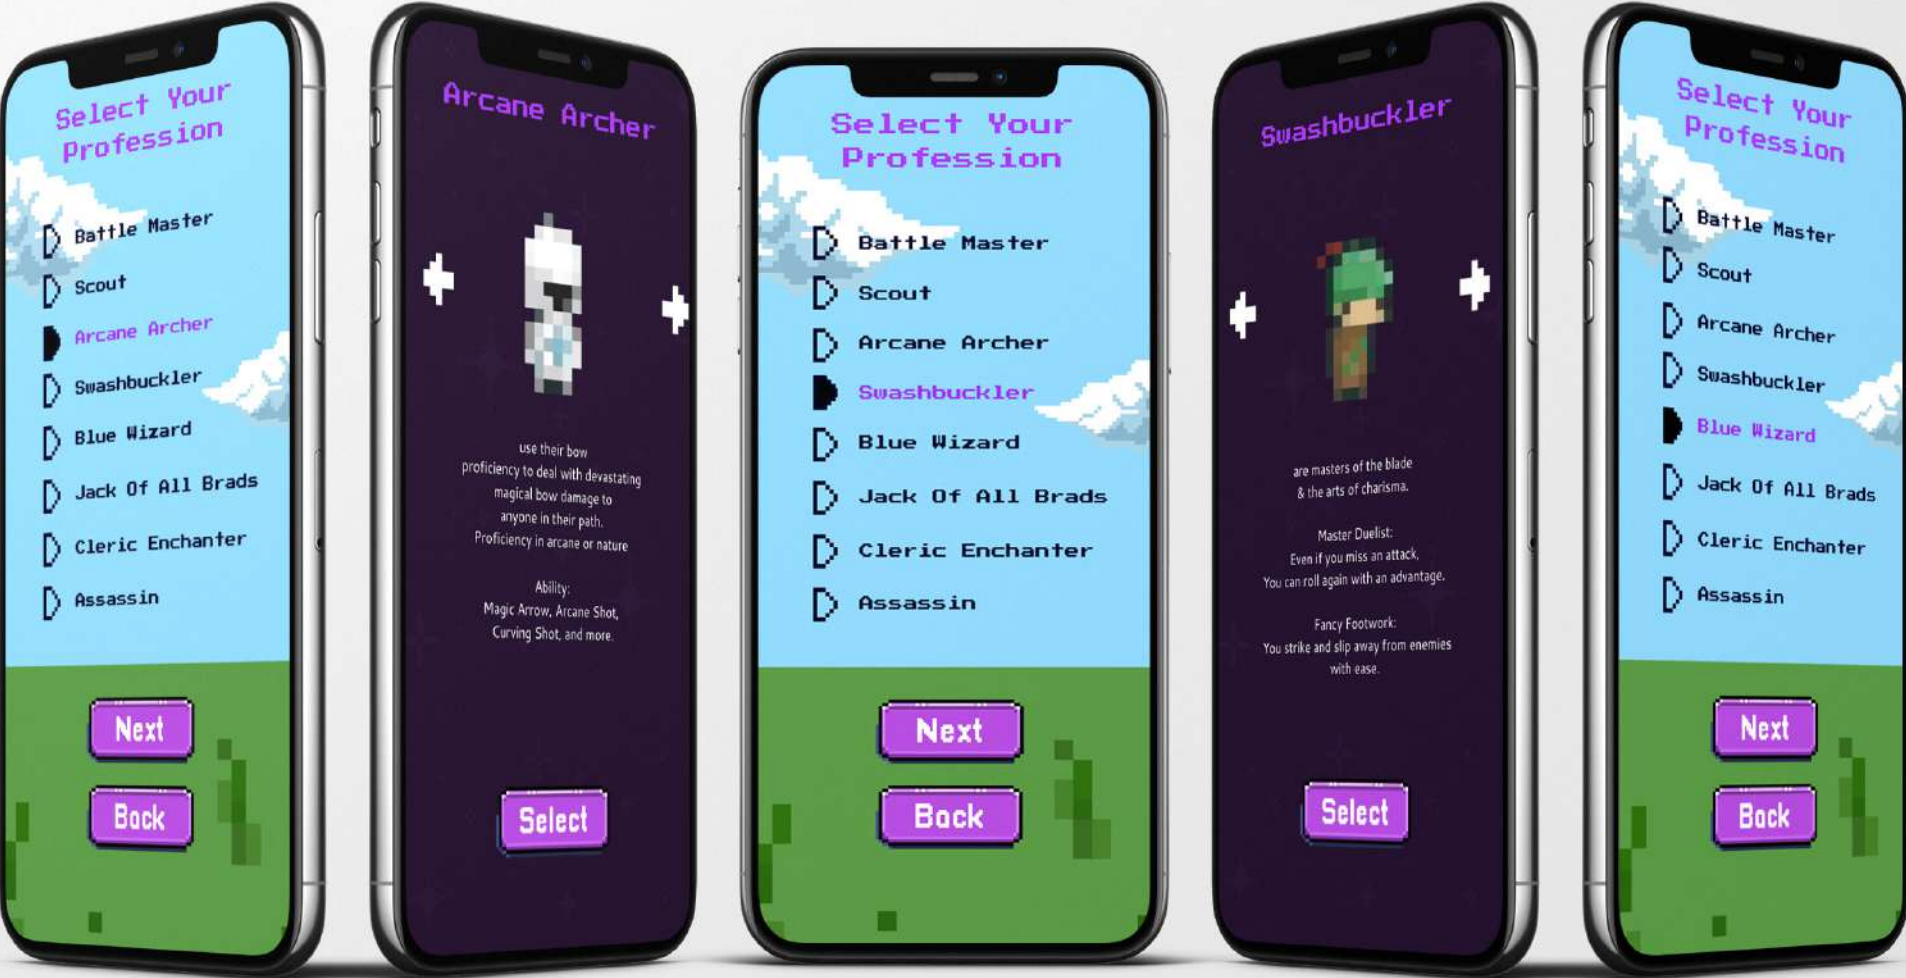 Select Your
Profession
Battle Master
Scout
Arcane Archer
Swashbuckler
Blue Wizard
Jack Of All Brads
Cleric Enchanter
Assassin
Next
Back
Arcane Archer
use their bow
proficiency to deal with devastating
magical bow damage to
anyone in their path.
Proficiency in arcane or nature
Ability:
Magic Arrow, Arcane Shot,
Curving Shot, and more.
Select
Select Your
Profession
Battle Master
Scout
Arcane Archer
Swashbuckler
Blue Wizard
Jack Of All Brads
Cleric Enchanter
Assassin
Next
Back
Swashbuckler
are masters of the blade
& the arts of charisma.
Master Duelist:
Even if you miss an attack,
You can roll again with an advantage.
Fancy Footwork:
You strike and slip away from enemies
with ease.
Select
Select Your
Profession
Battle Master
Scout
Arcane Archer
Swashbuckler
Blue Wizard
Jack Of All Brads
Cleric Enchanter
Assassin
Next
Back